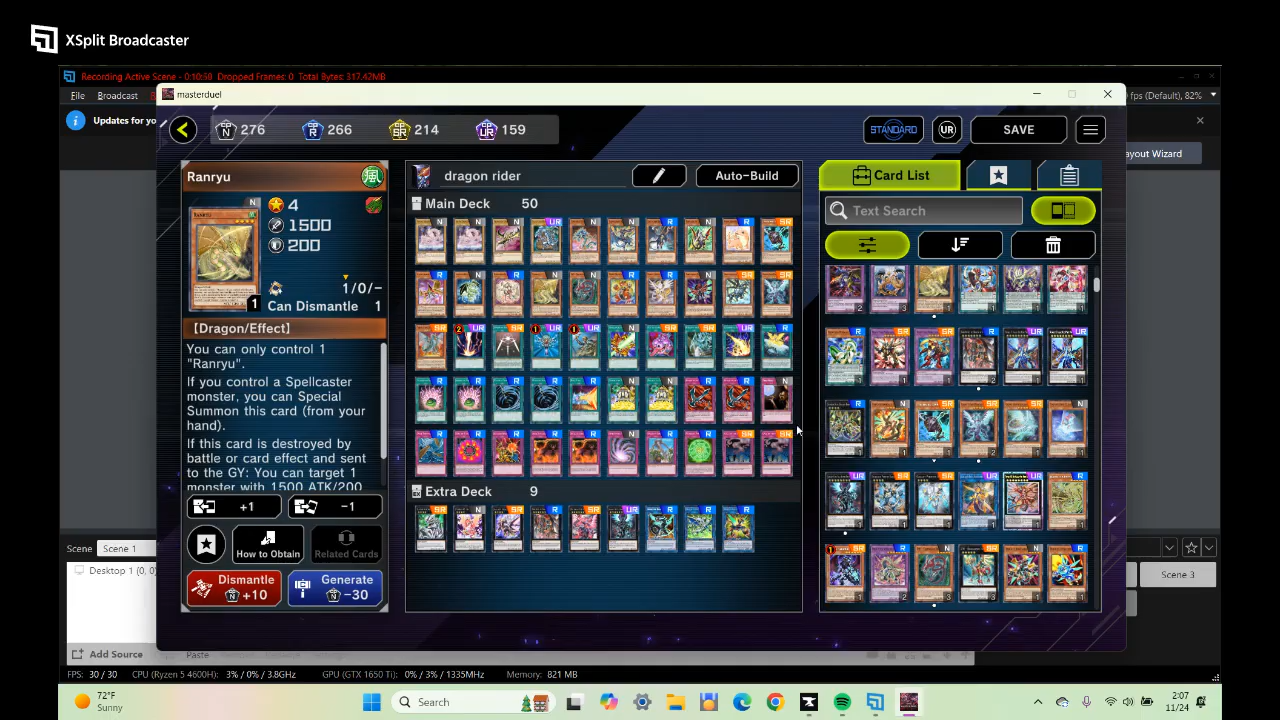 XSplit Broadcaster
Recording Active Scene - 0:10:50 Dropped Frames: 0 Total Bytes: 317.42MB
masterduel
File Broadcast
fps (Default), 82%
Updates for yo
276 266 214 159
STANDARD
UR
SAVE
ayout Wizard
Ranryu
dragon rider
Auto-Build
Card List
Main Deck 50
Text Search
4
1500
200
1/0/-
Can Dismantle 1
[Dragon/Effect]
You can only control 1
"Ranryu".
If you control a Spellcaster
monster, you can Special
Summon this card (from your
hand).
If this card is destroyed by
battle or card effect and sent
to the GY: You can target 1
monster with 1500 ATK/200
Extra Deck 9
+1
-1
How to Obtain
Related Cards
Dismantle
+10
Generate
-30
Scene Scene 1
Scene 3
Desktop 1 (0, 0)
Add Source
Paste
FPS: 30 / 30 CPU (Ryzen 5 4600H): 3% / 0% / 3.8GHz GPU (GTX 1650 Ti): 0% / 3% / 1335MHz Memory: 821 MB
72°F
Sunny
Search
2:07
11/24